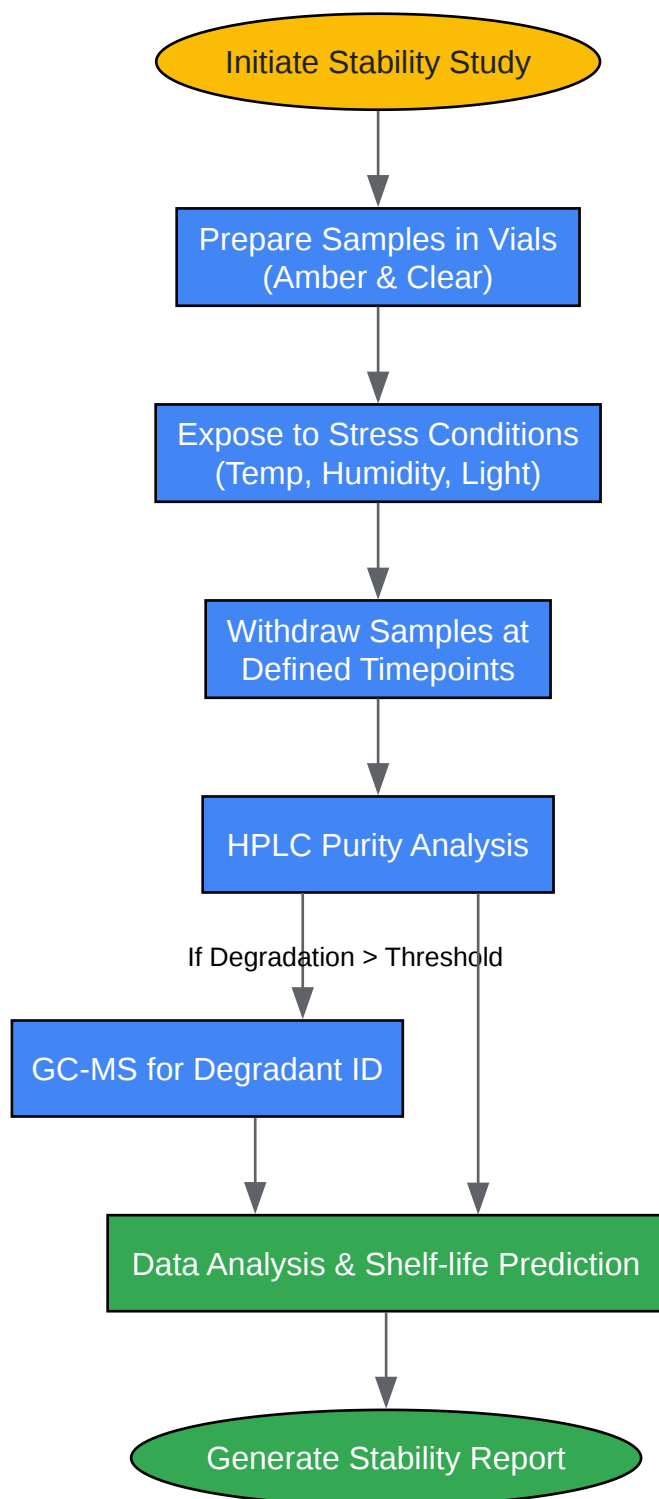 Initiate Stability Study
Prepare Samples in Vials
(Amber & Clear)
Expose to Stress Conditions
(Temp, Humidity, Light)
Withdraw Samples at
Defined Timepoints
HPLC Purity Analysis
If Degradation > Threshold
GC-MS for Degradant ID
Data Analysis & Shelf-life Prediction
Generate Stability Report